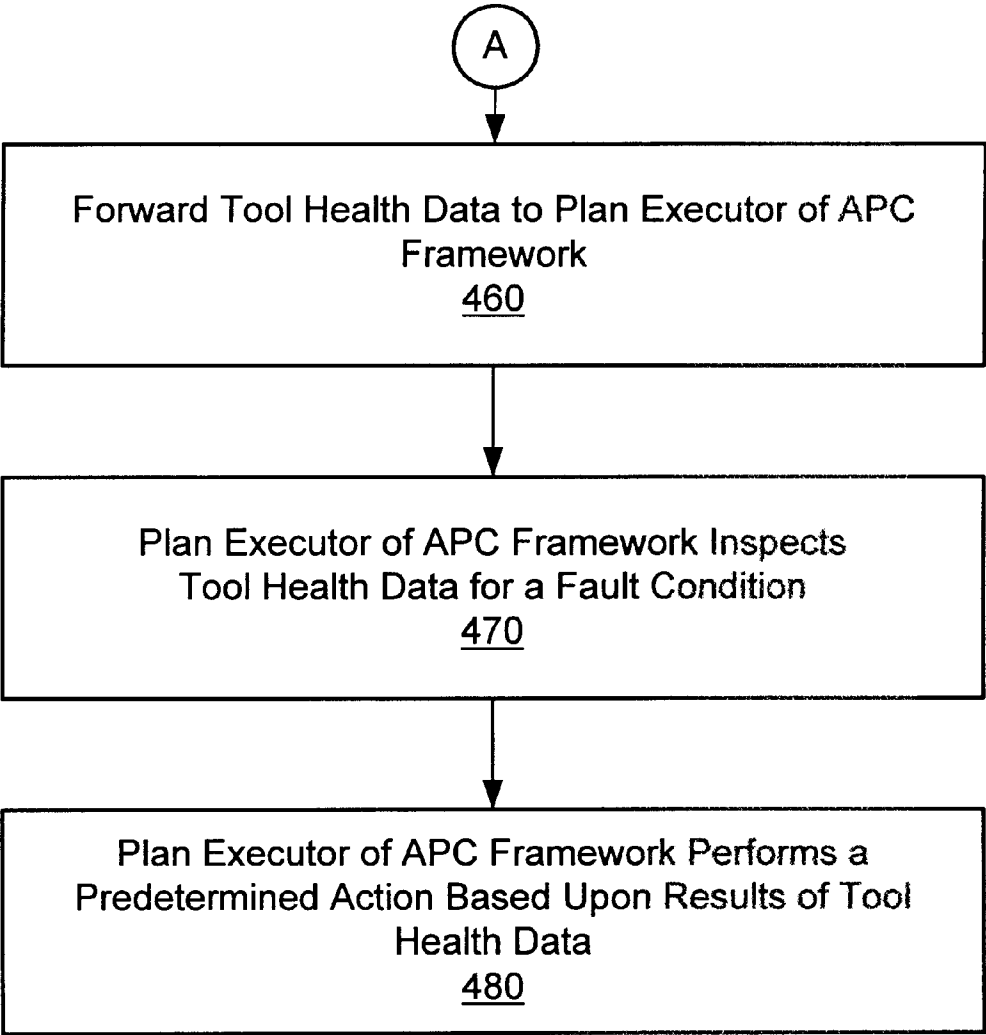 A
Forward Tool Health Data to Plan Executor of APC
Framework
460
Plan Executor of APC Framework Inspects
Tool Health Data for a Fault Condition
470
Plan Executor of APC Framework Performs a
Predetermined Action Based Upon Results of Tool
Health Data
480